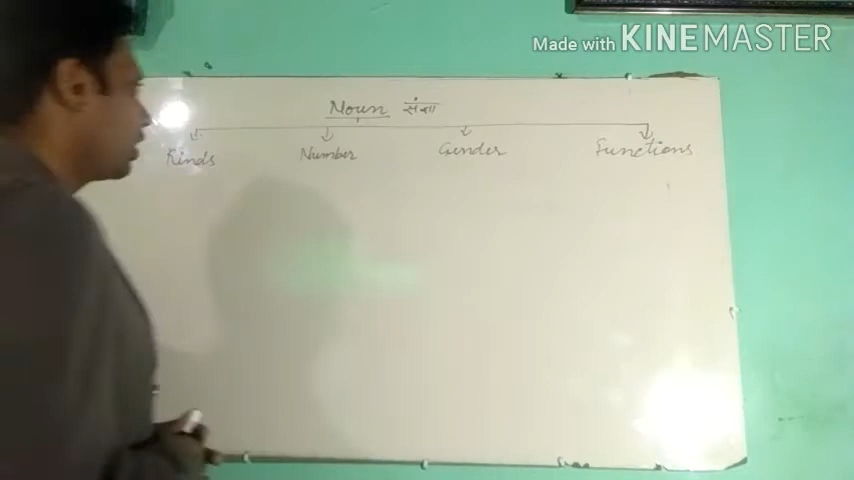 Made with KINEMASTER
Noun संज्ञा
Kinds Number Gender Functions